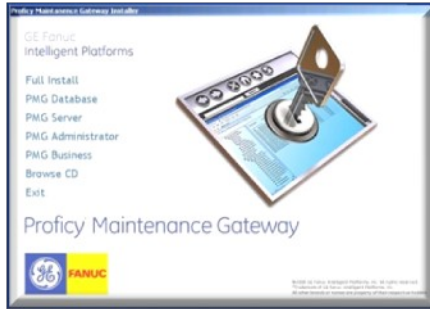 Proficy Maintenance Gateway Installer
GE Fanuc
Intelligent Platforms
Full Install
PMG Database
PMG Server
PMG Administrator
PMG Business
Browse CD
Exit
Proficy Maintenance Gateway
FANUC